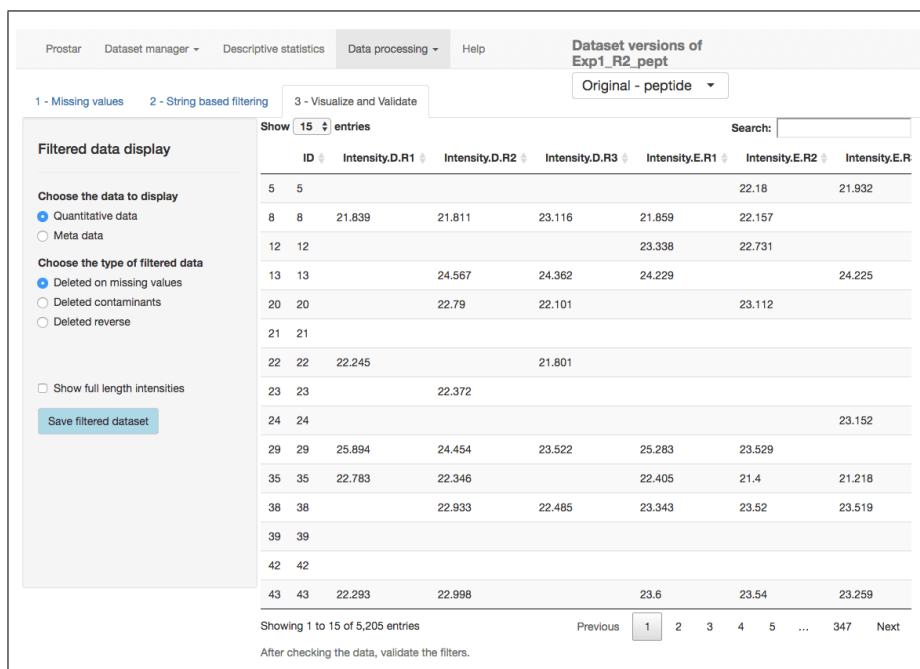 Prostar Dataset manager Descriptive statistics Data processing Help
Dataset versions of
Exp1_R2_pept
Original - peptide
1 - Missing values 2 - String based filtering 3 - Visualize and Validate
Filtered data display
Choose the data to display
Quantitative data
Meta data
Choose the type of filtered data
Deleted on missing values
Deleted contaminants
Deleted reverse
Show full length intensities
Save filtered dataset
Show 15 entries Search:
ID Intensity.D.R1 Intensity.D.R2 Intensity.D.R3 Intensity.E.R1 Intensity.E.R2 Intensity.E.R3
5 5 22.18 21.932
8 8 21.839 21.811 23.116 21.859 22.157
12 12 23.338 22.731
13 13 24.567 24.362 24.229 24.225
20 20 22.79 22.101 23.112
21 21
22 22 22.245 21.801
23 23 22.372
24 24 23.152
29 29 25.894 24.454 23.522 25.283 23.529
35 35 22.783 22.346 22.405 21.4 21.218
38 38 22.933 22.485 23.343 23.52 23.519
39 39
42 42
43 43 22.293 22.998 23.6 23.54 23.259
Showing 1 to 15 of 5,205 entries Previous 1 2 3 4 5 … 347 Next
After checking the data, validate the filters.